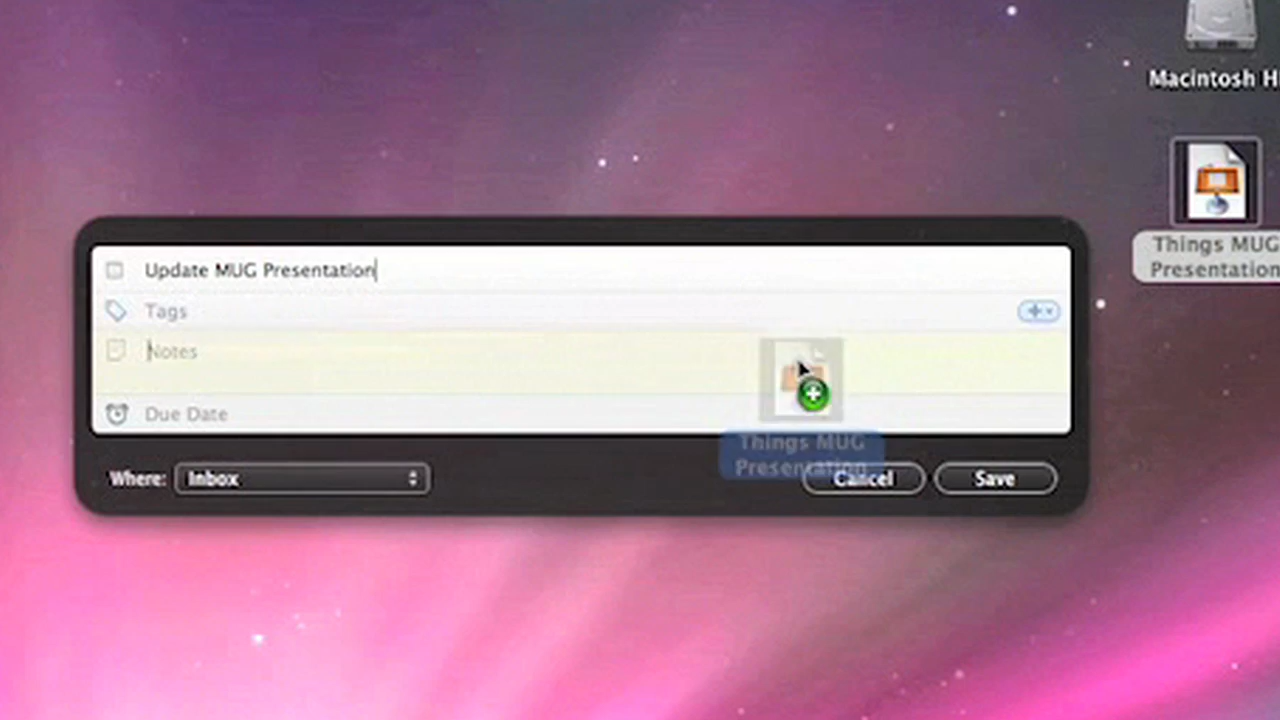 Macintosh H
Things MUG
Presentation
Update MUG Presentation
Tags
Notes
Due Date
Things MUG
Presentation
Where: Inbox
Cancel
Save